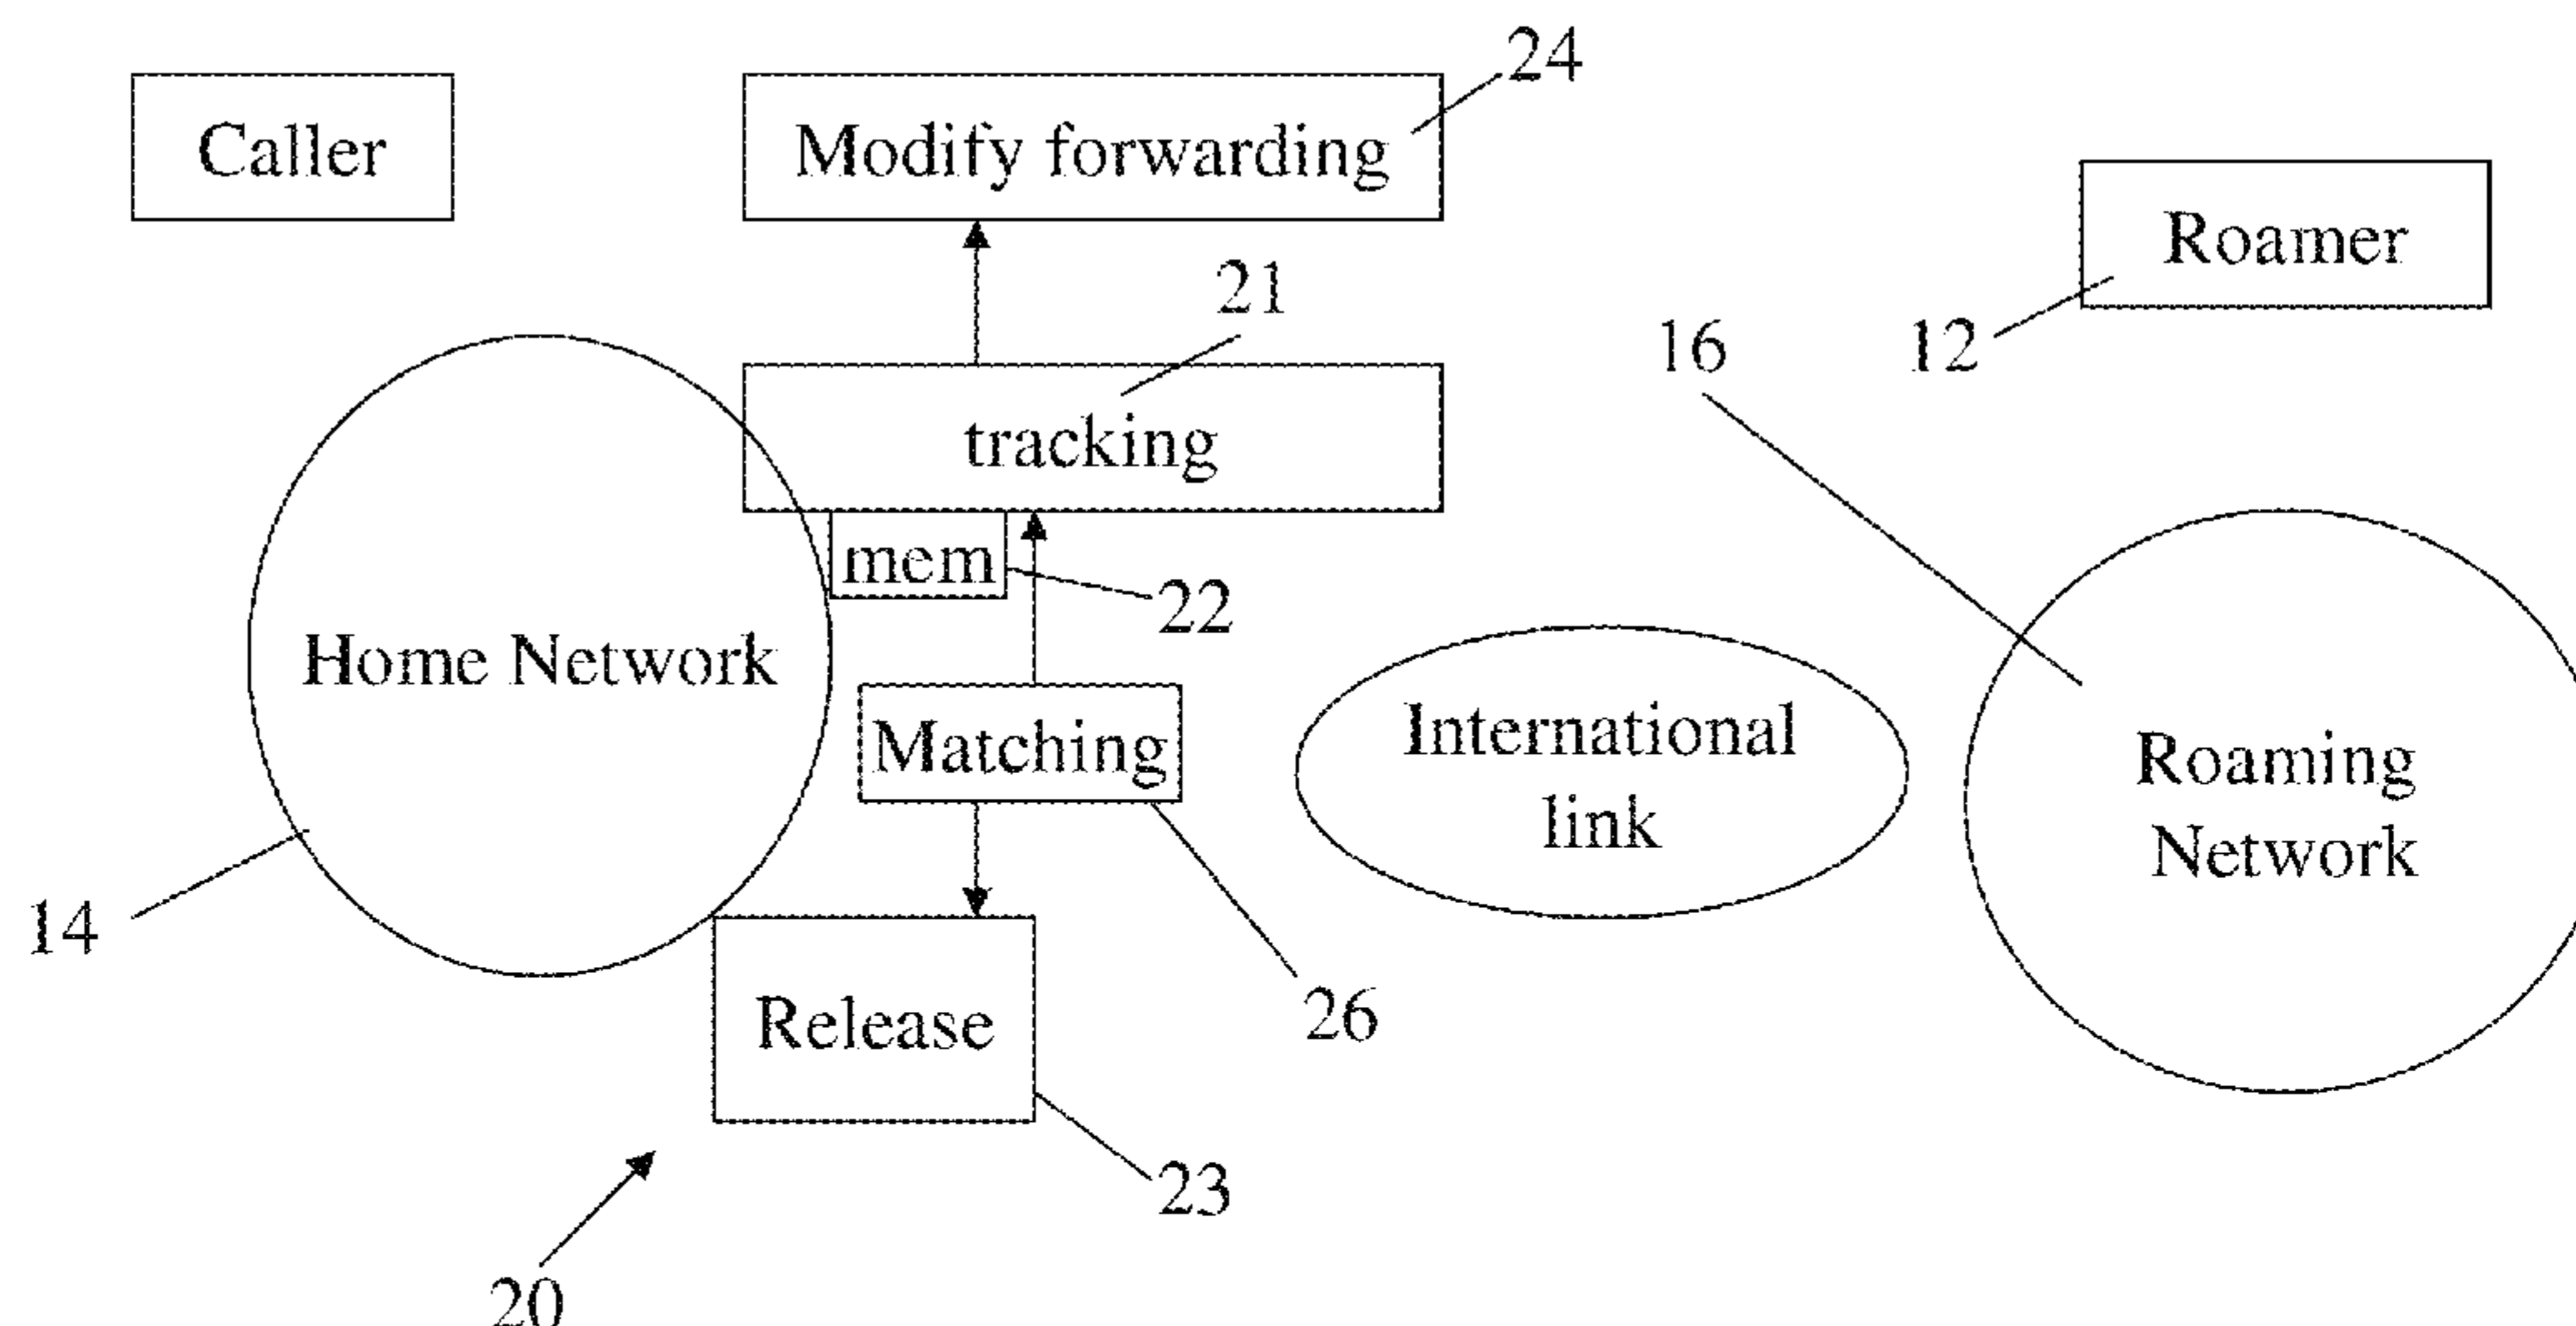 24
Caller
Modify forwarding
Roamer
21
12
16
tracking
mem
22
Home Network
Matching
International
link
Roaming
Network
14
26
Release
23
20